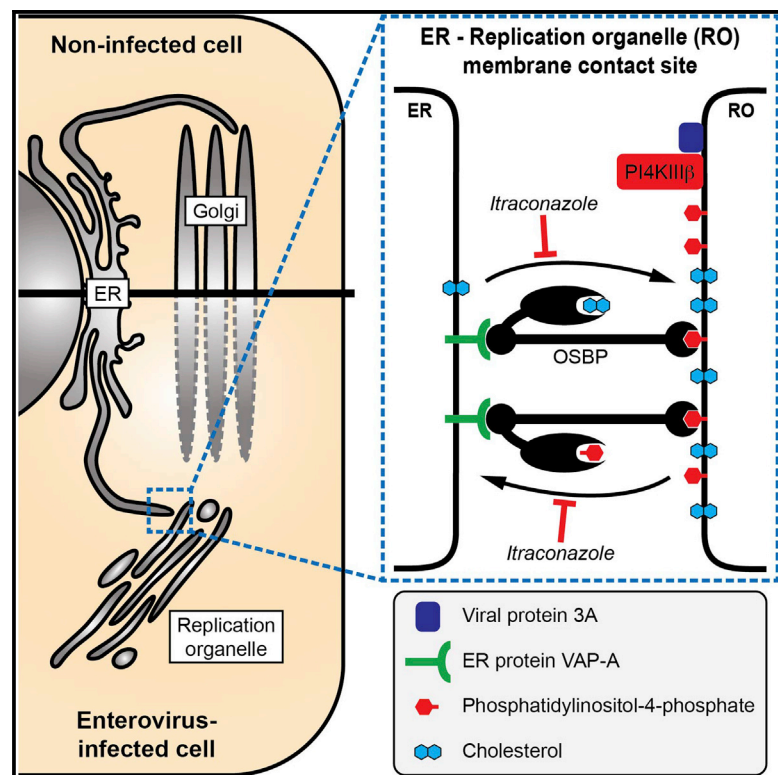 Non-infected cell
Golgi
ER
Replication
organelle
Enterovirus-
infected cell
ER - Replication organelle (RO)
membrane contact site
ER
RO
PI4KIIIβ
Itraconazole
OSBP
Itraconazole
Viral protein 3A
ER protein VAP-A
Phosphatidylinositol-4-phosphate
Cholesterol